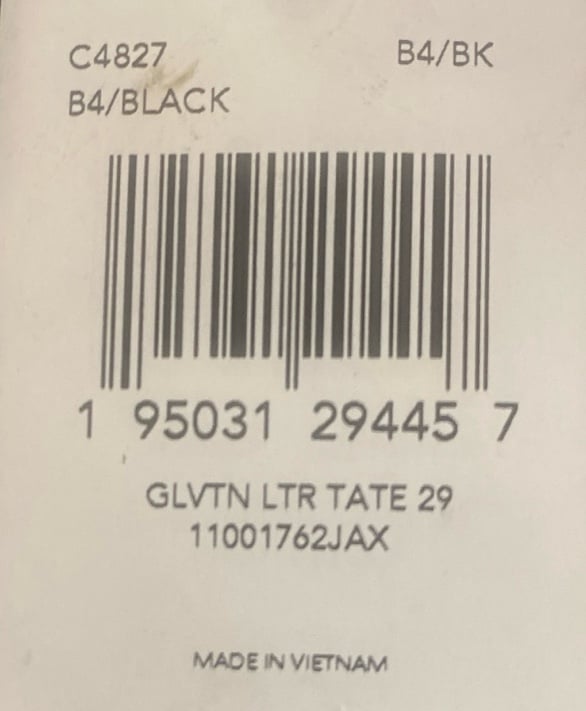 C4827 B4/BK
B4/BLACK
1 95031 29445 7
GLVTN LTR TATE 29
11001762JAX
MADE IN VIETNAM